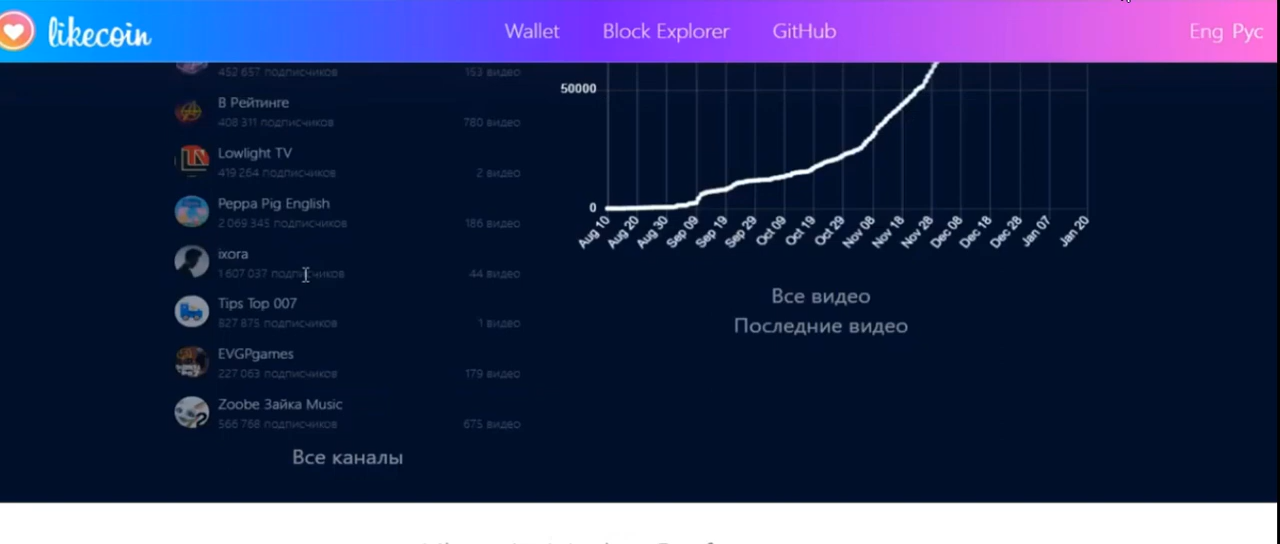 likecoin
Wallet
Block Explorer
GitHub
Eng Рус
452 657 подписчиков
153 видео
В Рейтинге
408 311 подписчиков
780 видео
Lowlight TV
419 264 подписчиков
2 видео
Peppa Pig English
2 069 345 подписчиков
186 видео
ixora
1 607 037 подписчиков
44 видео
Tips Top 007
827 875 подписчиков
1 видео
EVGPgames
227 063 подписчиков
179 видео
Zoobe Зайка Music
566 768 подписчиков
675 видео
Все каналы
50000
0
Aug 10
Aug 20
Aug 30
Sep 09
Sep 19
Sep 29
Oct 09
Oct 19
Oct 29
Nov 08
Nov 18
Nov 28
Dec 08
Dec 18
Dec 28
Jan 07
Jan 20
Все видео
Последние видео